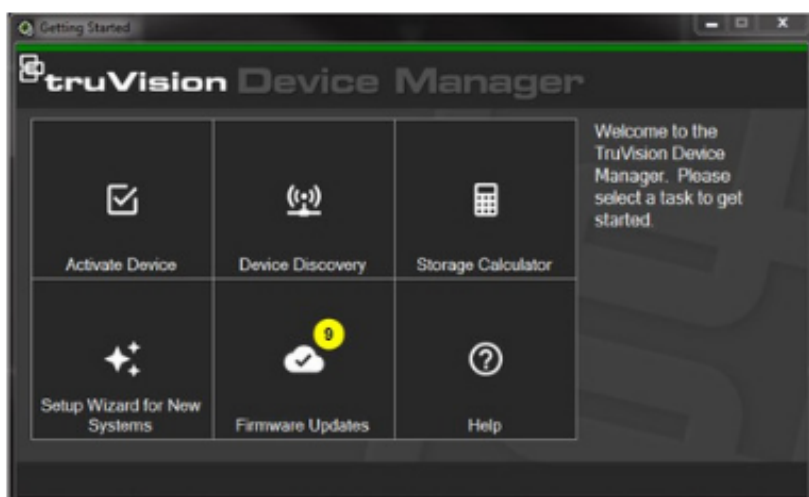 Getting Started
truVision Device Manager
Welcome to the
TruVision Device
Manager. Please
select a task to get
started.
Activate Device
Device Discovery
Storage Calculator
9
Setup Wizard for New
Systems
Firmware Updates
Help